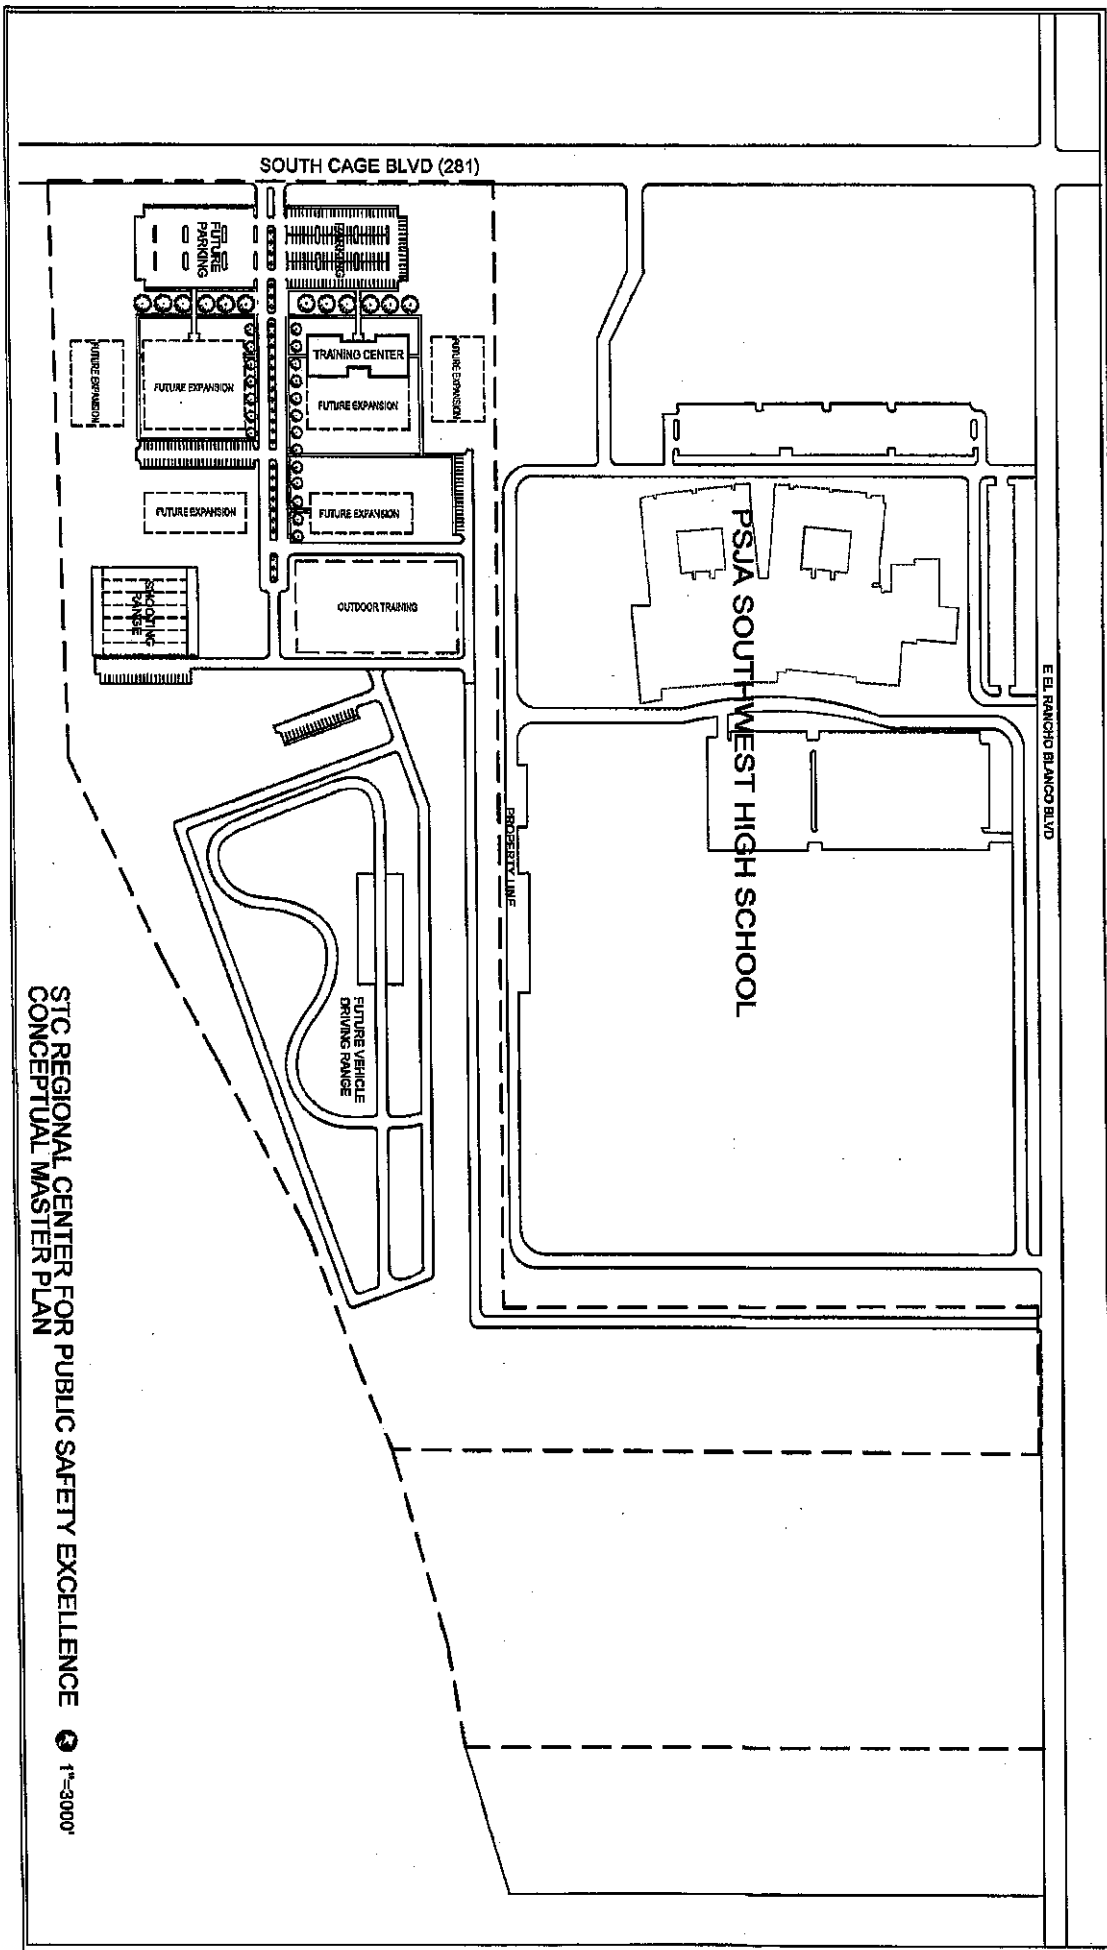 SOUTH CAGE BLVD (281)
FUTURE
PARKING
PARKING
FUTURE EXPANSION
FUTURE EXPANSION
TRAINING CENTER
FUTURE EXPANSION
FUTURE EXPANSION
FUTURE EXPANSION
FUTURE EXPANSION
SHOOTING
RANGE
OUTDOOR TRAINING
PSJA SOUTHWEST HIGH SCHOOL
E EL RANCHO BLANCO BLVD
PROPERTY LINE
FUTURE VEHICLE
DRIVING RANGE
STC REGIONAL CENTER FOR PUBLIC SAFETY EXCELLENCE
CONCEPTUAL MASTER PLAN
1"=3000'